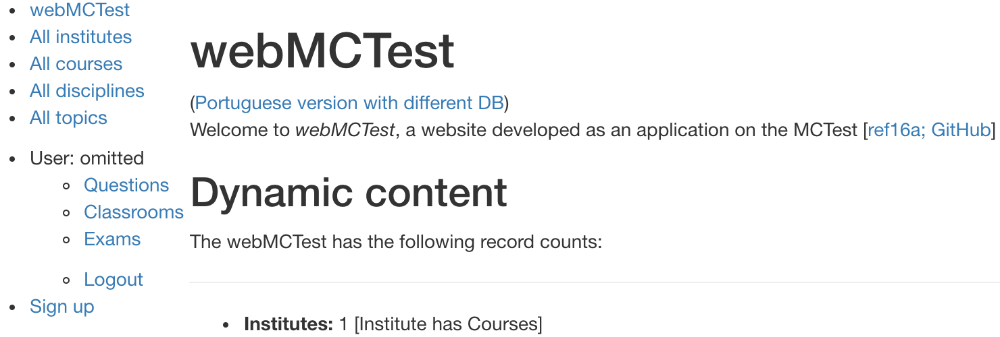 webMCTest
All institutes
All courses
All disciplines
All topics
User: omitted
Questions
Classrooms
Exams
Logout
Sign up
webMCTest
(Portuguese version with different DB)
Welcome to webMCTest, a website developed as an application on the MCTest [ref16a; GitHub]
Dynamic content
The webMCTest has the following record counts:
Institutes: 1 [Institute has Courses]